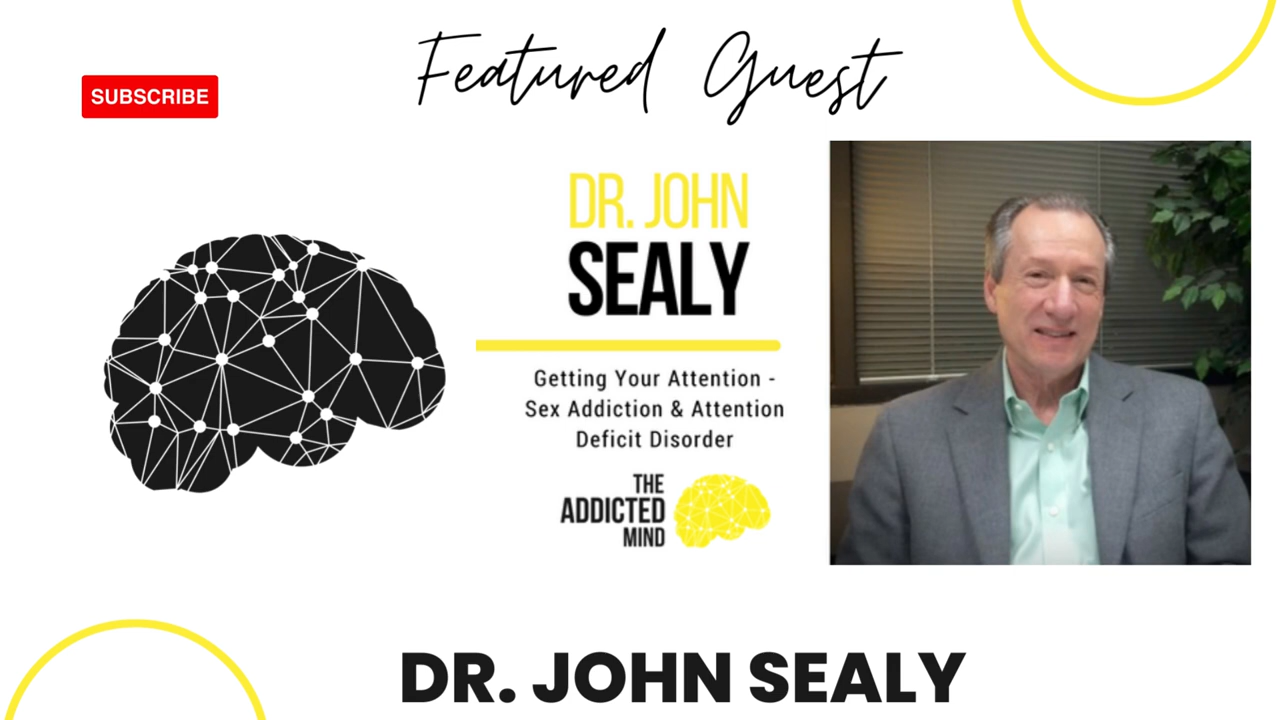 Featured Guest
SUBSCRIBE
DR. JOHN
SEALY
Getting Your Attention -
Sex Addiction & Attention
Deficit Disorder
THE
ADDICTED
MIND
DR. JOHN SEALY